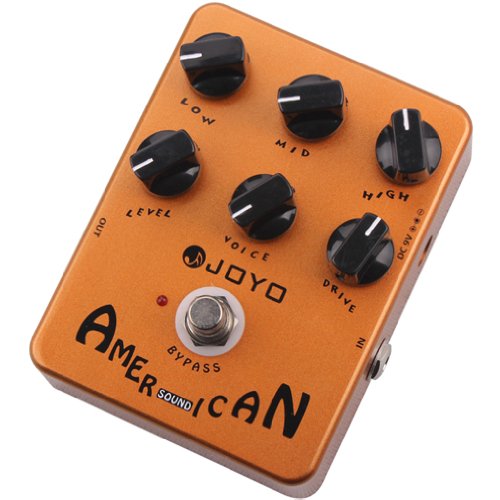 LOW MID HIGH
LEVEL VOICE DRIVE
OUT
DC 9V
JOYO
IN
BYPASS
AMERICAN
SOUND